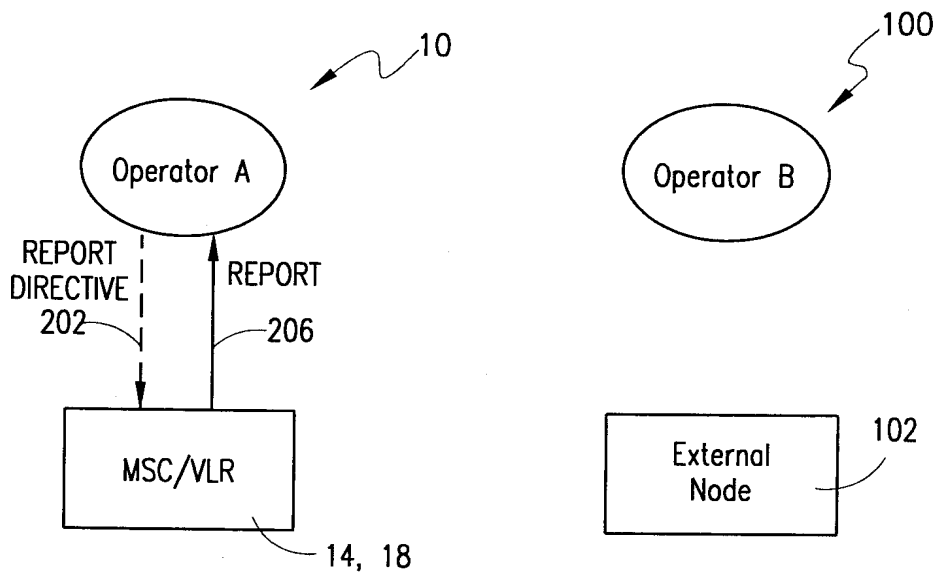 10
100
Operator A
Operator B
REPORT
DIRECTIVE
202
REPORT
206
MSC/VLR
External
Node
102
14, 18